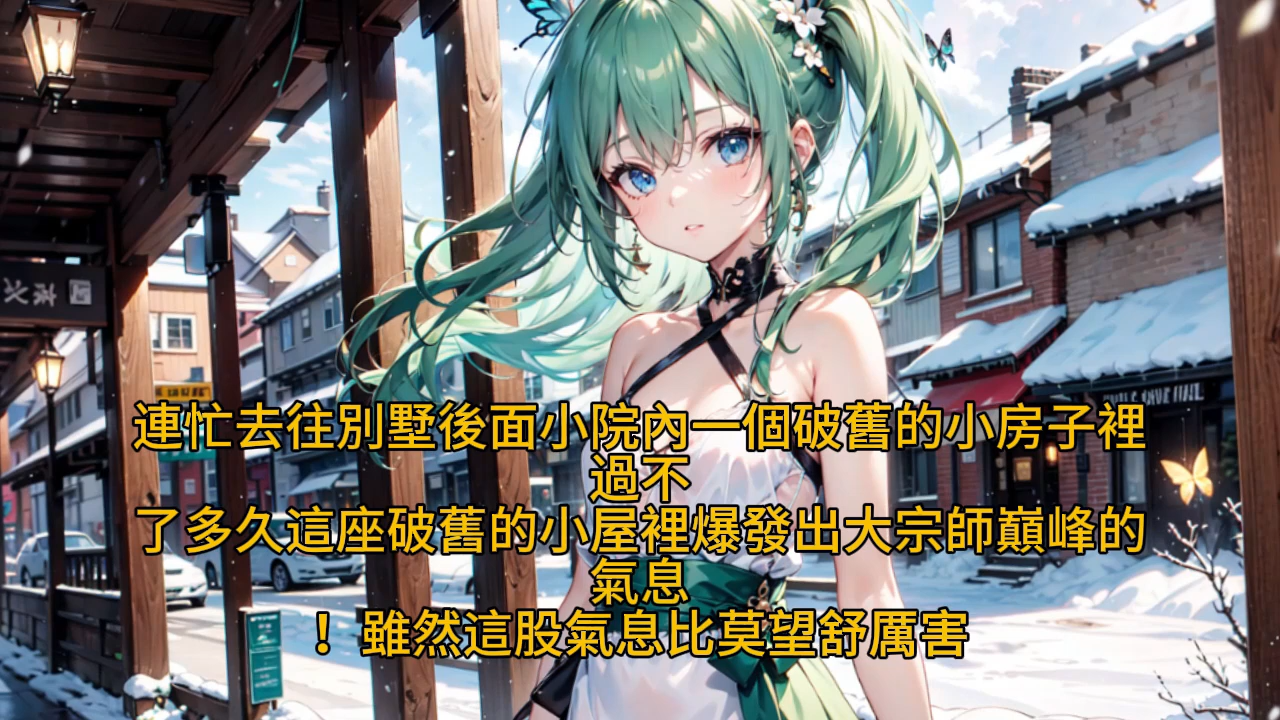 連忙去往別墅後面小院內一個破舊的小房子裡
過不
了多久這座破舊的小屋裡爆發出大宗師巔峰的
氣息
！雖然這股氣息比莫望舒厲害